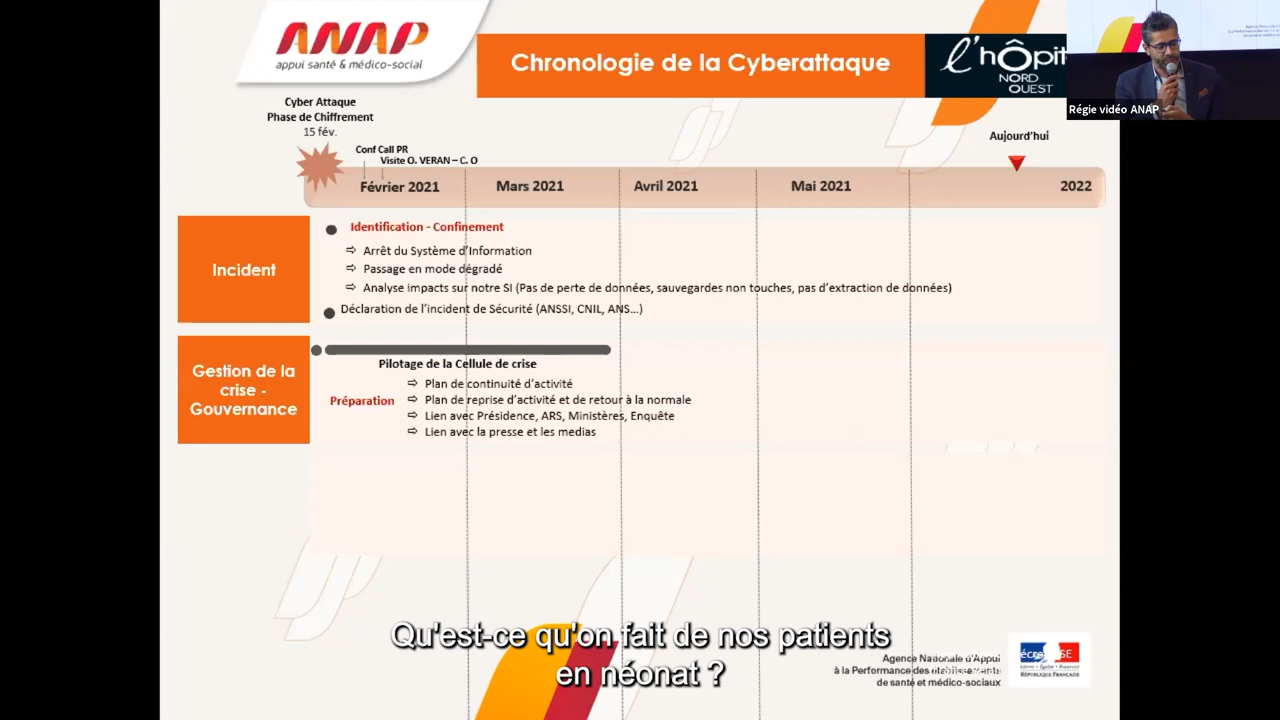 ANAP
appui santé & médico-social
Chronologie de la Cyberattaque
l'hôpit
NORD
OUEST
Régie vidéo ANAP
Cyber Attaque
Phase de Chiffrement
15 fév.
Conf Call PR
Visite O. VERAN – C. O
Aujourd'hui
Février 2021
Mars 2021
Avril 2021
Mai 2021
2022
Incident
Identification - Confinement
⇨ Arrêt du Système d'Information
⇨ Passage en mode dégradé
⇨ Analyse impacts sur notre SI (Pas de perte de données, sauvegardes non touches, pas d'extraction de données)
Déclaration de l'incident de Sécurité (ANSSI, CNIL, ANS…)
Gestion de la
crise -
Gouvernance
Pilotage de la Cellule de crise
Préparation
⇨ Plan de continuité d'activité
⇨ Plan de reprise d'activité et de retour à la normale
⇨ Lien avec Présidence, ARS, Ministères, Enquête
⇨ Lien avec la presse et les medias
Qu'est-ce qu'on fait de nos patients
en néonat ?
Agence Nationale d'Appui
à la Performance des établissements
de santé et médico-sociaux
RÉPUBLIQUE FRANÇAISE